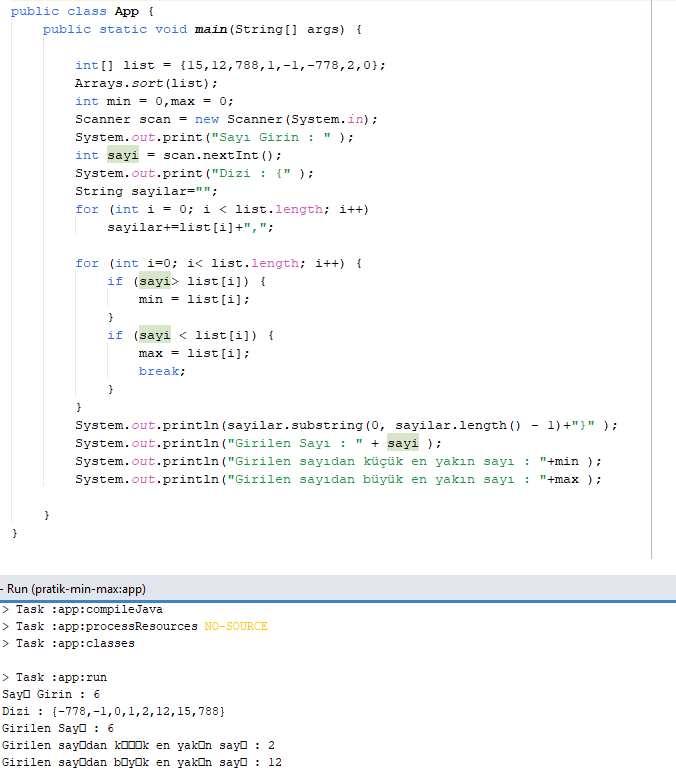 public class App {
public static void main(String[] args) {
int[] list = {15,12,788,1,-1,-778,2,0};
Arrays.sort(list);
int min = 0,max = 0;
Scanner scan = new Scanner(System.in);
System.out.print("Sayı Girin : " );
int sayi = scan.nextInt();
System.out.print("Dizi : {" );
String sayilar="";
for (int i = 0; i < list.length; i++)
sayilar+=list[i]+",";
for (int i=0; i< list.length; i++) {
if (sayi> list[i]) {
min = list[i];
}
if (sayi < list[i]) {
max = list[i];
break;
}
}
System.out.println(sayilar.substring(0, sayilar.length() - 1)+"}" );
System.out.println("Girilen Sayı : " + sayi );
System.out.println("Girilen sayıdan küçük en yakın sayı : "+min );
System.out.println("Girilen sayıdan büyük en yakın sayı : "+max );
}
}
- Run (pratik-min-max:app)
> Task :app:compileJava
> Task :app:processResources NO-SOURCE
> Task :app:classes
> Task :app:run
Say□ Girin : 6
Dizi : {-778,-1,0,1,2,12,15,788}
Girilen Say□ : 6
Girilen say□dan k□□□k en yak□n say□ : 2
Girilen say□dan b□y□k en yak□n say□ : 12